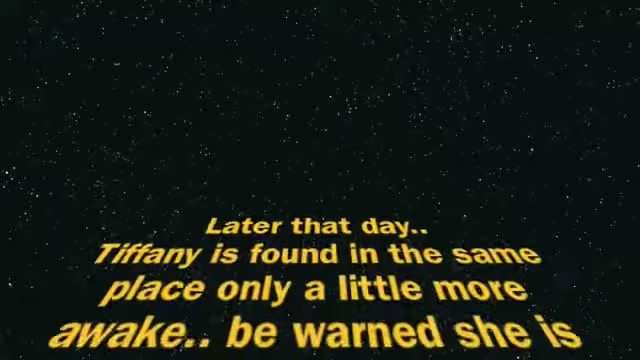 Later that day..
Tiffany is found in the same
place only a little more
awake.. be warned she is